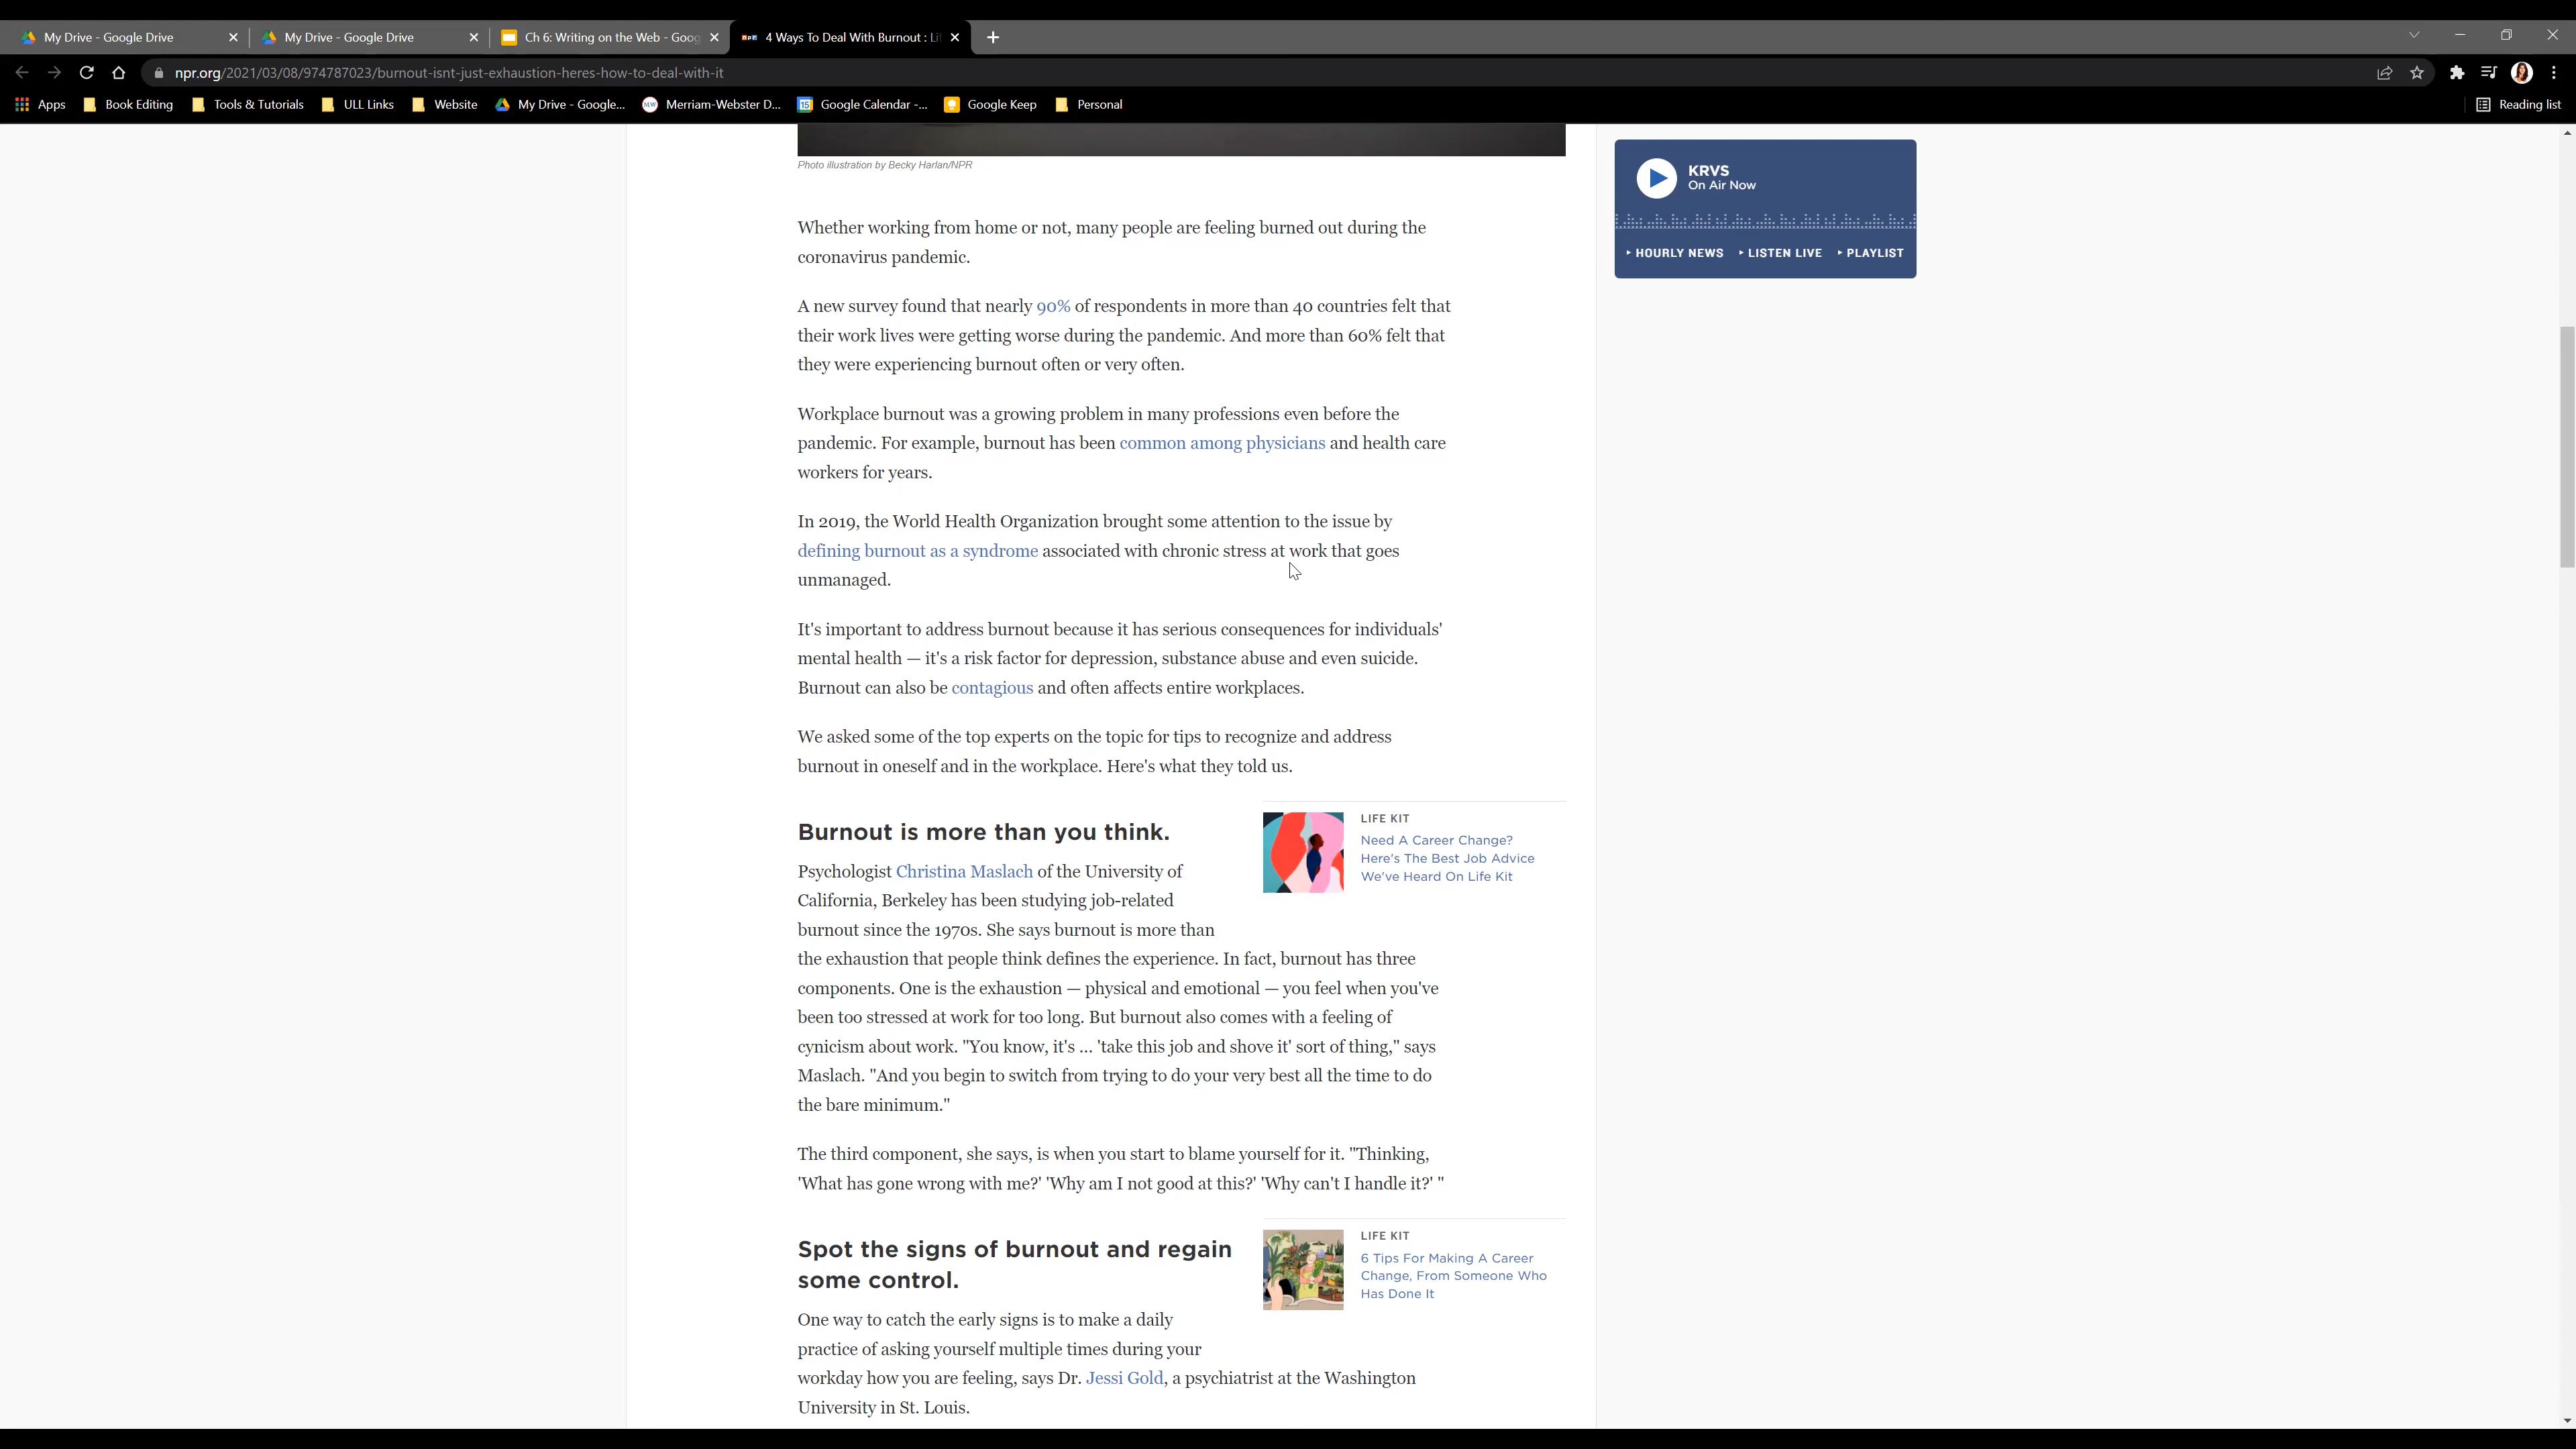 My Drive - Google Drive
My Drive - Google Drive
Ch 6: Writing on the Web - Goog
npr
4 Ways To Deal With Burnout : Li
npr.org/2021/03/08/974787023/burnout-isnt-just-exhaustion-heres-how-to-deal-with-it
Apps
Book Editing
Tools & Tutorials
ULL Links
Website
My Drive - Google...
MW
Merriam-Webster D...
15
Google Calendar -...
Google Keep
Personal
Reading list
Photo illustration by Becky Harlan/NPR
KRVS
On Air Now
HOURLY NEWS
LISTEN LIVE
PLAYLIST
Whether working from home or not, many people are feeling burned out during the
coronavirus pandemic.
A new survey found that nearly 90% of respondents in more than 40 countries felt that
their work lives were getting worse during the pandemic. And more than 60% felt that
they were experiencing burnout often or very often.
Workplace burnout was a growing problem in many professions even before the
pandemic. For example, burnout has been common among physicians and health care
workers for years.
In 2019, the World Health Organization brought some attention to the issue by
defining burnout as a syndrome associated with chronic stress at work that goes
unmanaged.
It's important to address burnout because it has serious consequences for individuals'
mental health — it's a risk factor for depression, substance abuse and even suicide.
Burnout can also be contagious and often affects entire workplaces.
We asked some of the top experts on the topic for tips to recognize and address
burnout in oneself and in the workplace. Here's what they told us.
Burnout is more than you think.
LIFE KIT
Need A Career Change?
Here's The Best Job Advice
We've Heard On Life Kit
Psychologist Christina Maslach of the University of
California, Berkeley has been studying job-related
burnout since the 1970s. She says burnout is more than
the exhaustion that people think defines the experience. In fact, burnout has three
components. One is the exhaustion — physical and emotional — you feel when you've
been too stressed at work for too long. But burnout also comes with a feeling of
cynicism about work. "You know, it's ... 'take this job and shove it' sort of thing," says
Maslach. "And you begin to switch from trying to do your very best all the time to do
the bare minimum."
The third component, she says, is when you start to blame yourself for it. "Thinking,
'What has gone wrong with me?' 'Why am I not good at this?' 'Why can't I handle it?' "
Spot the signs of burnout and regain
some control.
LIFE KIT
6 Tips For Making A Career
Change, From Someone Who
Has Done It
One way to catch the early signs is to make a daily
practice of asking yourself multiple times during your
workday how you are feeling, says Dr. Jessi Gold, a psychiatrist at the Washington
University in St. Louis.